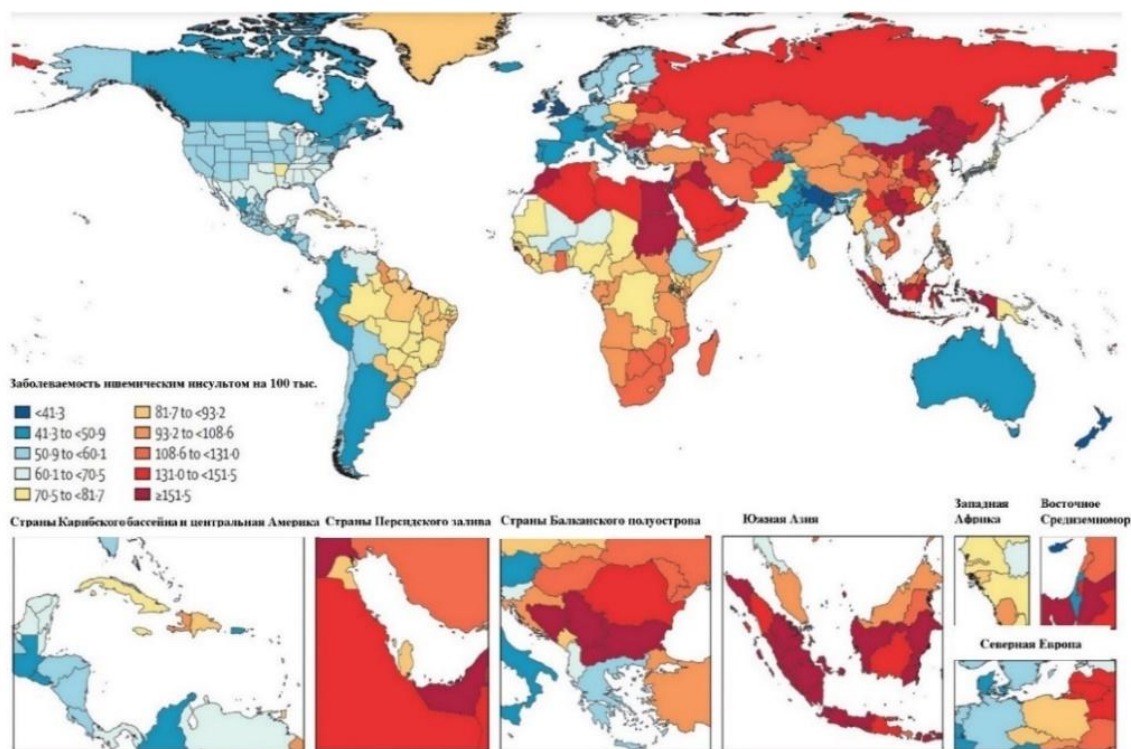 Заболеваемость ишемическим инсультом на 100 тыс.
<41·3
41·3 to <50·9
50·9 to <60·1
60·1 to <70·5
70·5 to <81·7
81·7 to <93·2
93·2 to <108·6
108·6 to <131·0
131·0 to <151·5
≥151·5
Страны Карибского бассейна и центральная Америка
Страны Персидского залива
Страны Балканского полуострова
Южная Азия
Западная
Африка
Восточное
Средиземномор
Северная Европа